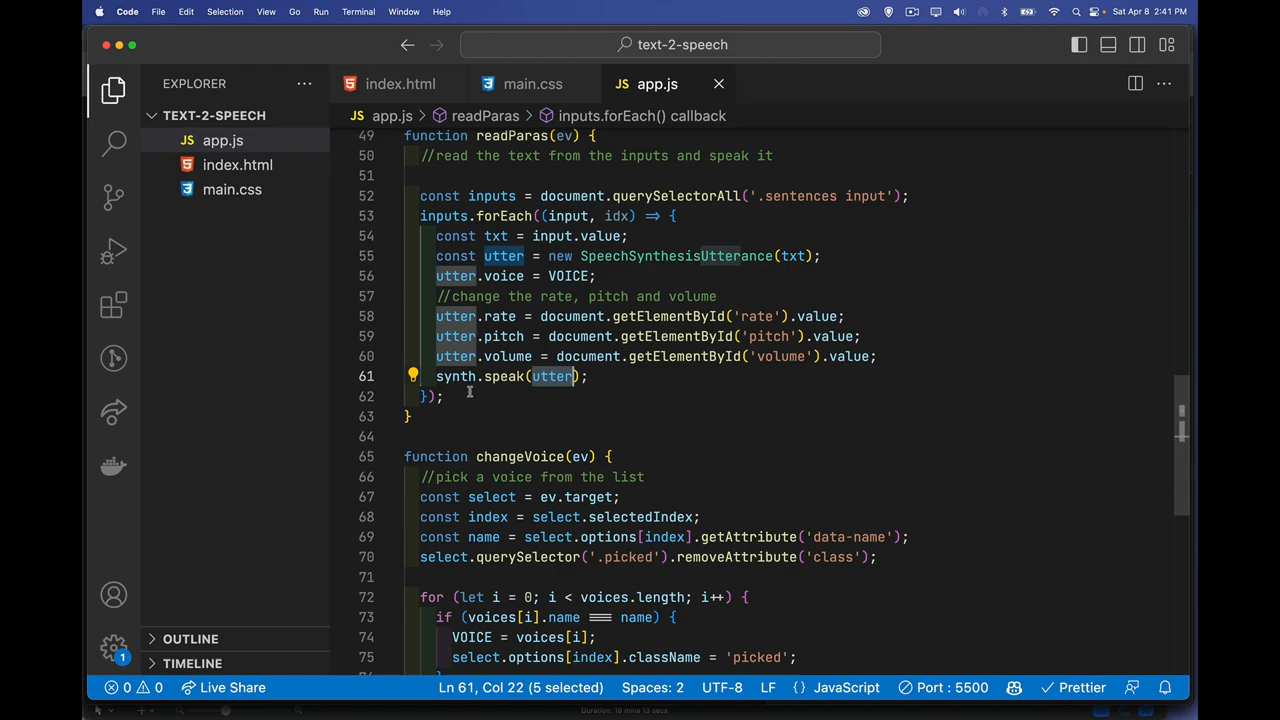 Code File Edit Selection View Go Run Terminal Window Help Sat Apr 8 2:41 PM
text-2-speech
EXPLORER
index.html main.css app.js
TEXT-2-SPEECH
app.js
index.html
main.css
app.js > readParas > inputs.forEach() callback
49 function readParas(ev) {
50 //read the text from the inputs and speak it
51
52 const inputs = document.querySelectorAll('.sentences input');
53 inputs.forEach((input, idx) => {
54 const txt = input.value;
55 const utter = new SpeechSynthesisUtterance(txt);
56 utter.voice = VOICE;
57 //change the rate, pitch and volume
58 utter.rate = document.getElementById('rate').value;
59 utter.pitch = document.getElementById('pitch').value;
60 utter.volume = document.getElementById('volume').value;
61 synth.speak(utter);
62 });
63 }
64
65 function changeVoice(ev) {
66 //pick a voice from the list
67 const select = ev.target;
68 const index = select.selectedIndex;
69 const name = select.options[index].getAttribute('data-name');
70 select.querySelector('.picked').removeAttribute('class');
71
72 for (let i = 0; i < voices.length; i++) {
73 if (voices[i].name === name) {
74 VOICE = voices[i];
75 select.options[index].className = 'picked';
OUTLINE
TIMELINE
1
0 0 Live Share Ln 61, Col 22 (5 selected) Spaces: 2 UTF-8 LF {} JavaScript Port : 5500 Prettier
Duration: 19 mins 13 secs